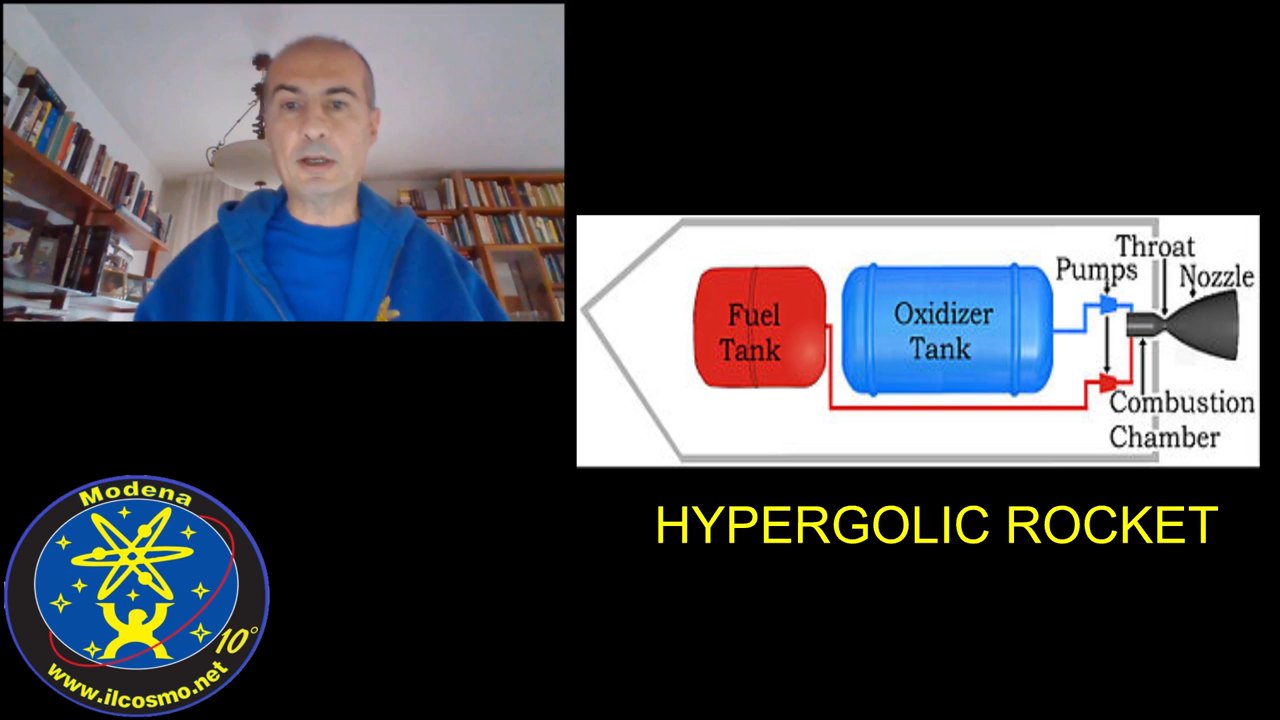 Throat
Pumps
Nozzle
Fuel
Tank
Oxidizer
Tank
Combustion
Chamber
HYPERGOLIC ROCKET
Modena
10°
www.ilcosmo.net